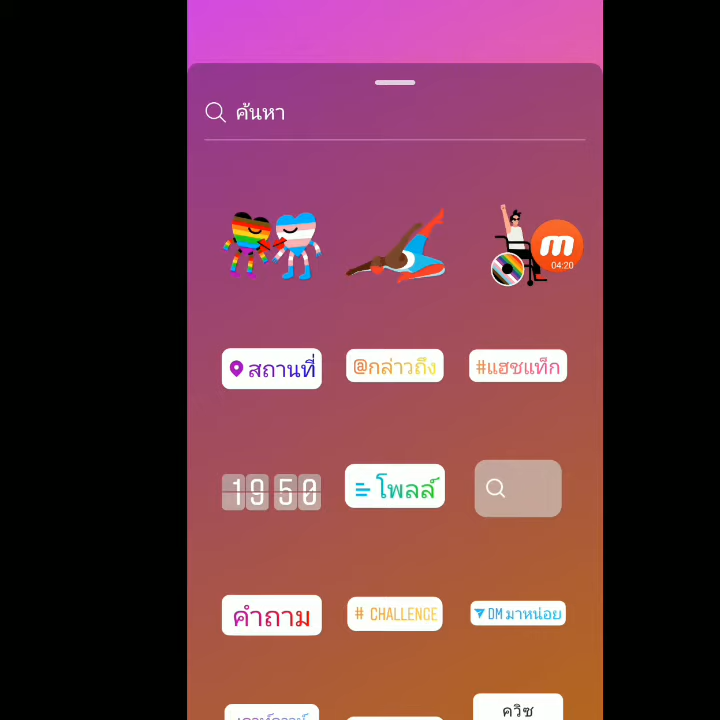 ค้นหา
m
04:20
สถานที่
@กล่าวถึง
#แฮชแท็ก
19 50
โพลล์
คำถาม
# CHALLENGE
DM มาหน่อย
ควิซ